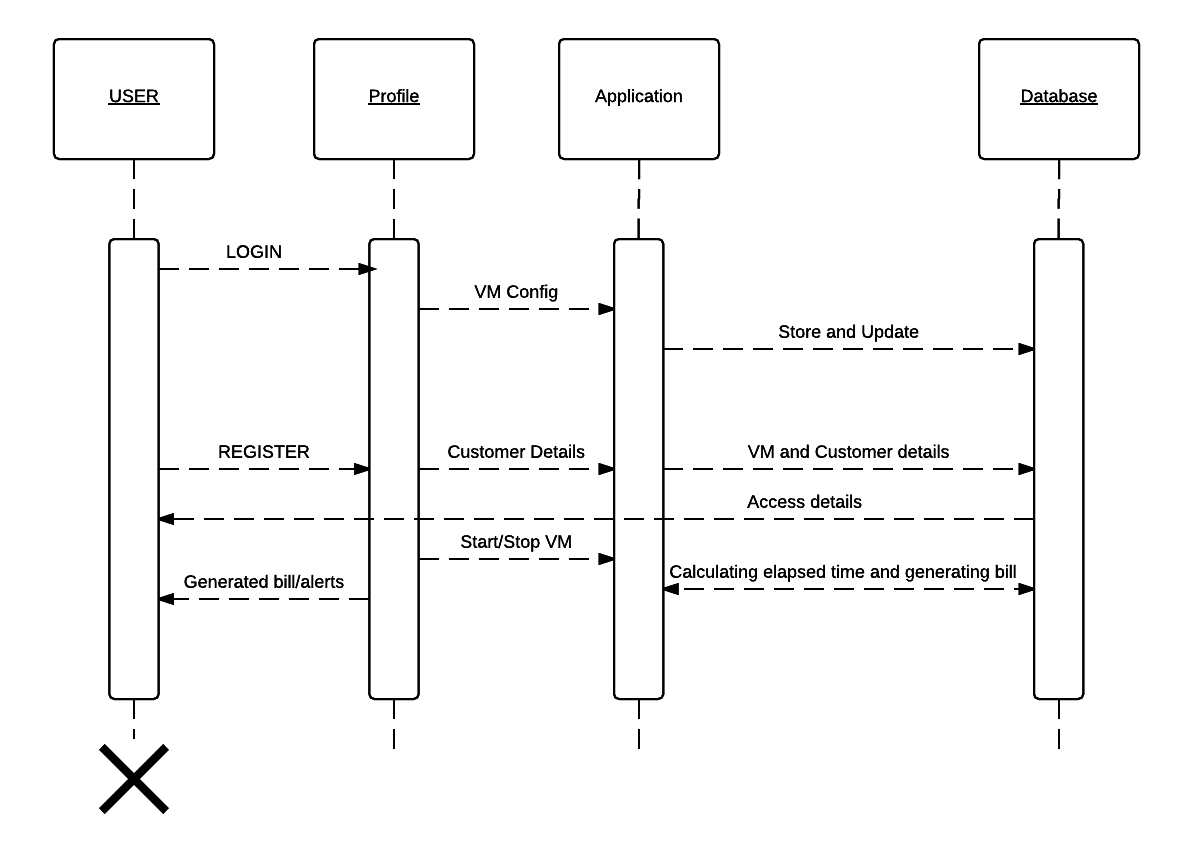 USER
Profile
Application
Database
LOGIN
VM Config
Store and Update
REGISTER
Customer Details
VM and Customer details
Access details
Start/Stop VM
Calculating elapsed time and generating bill
Generated bill/alerts